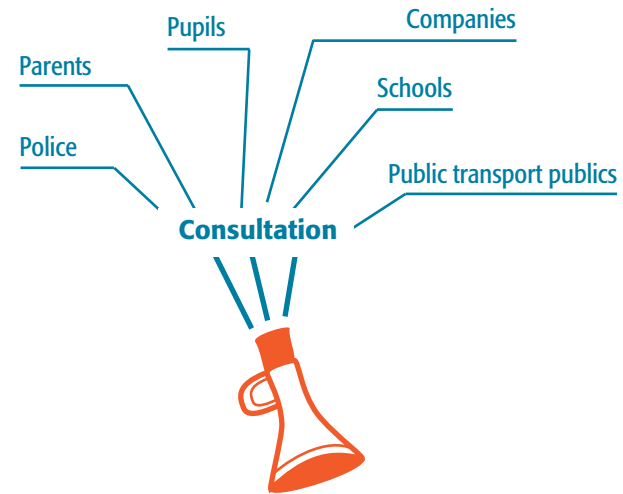 Companies
Pupils
Parents
Schools
Police
Public transport publics
Consultation